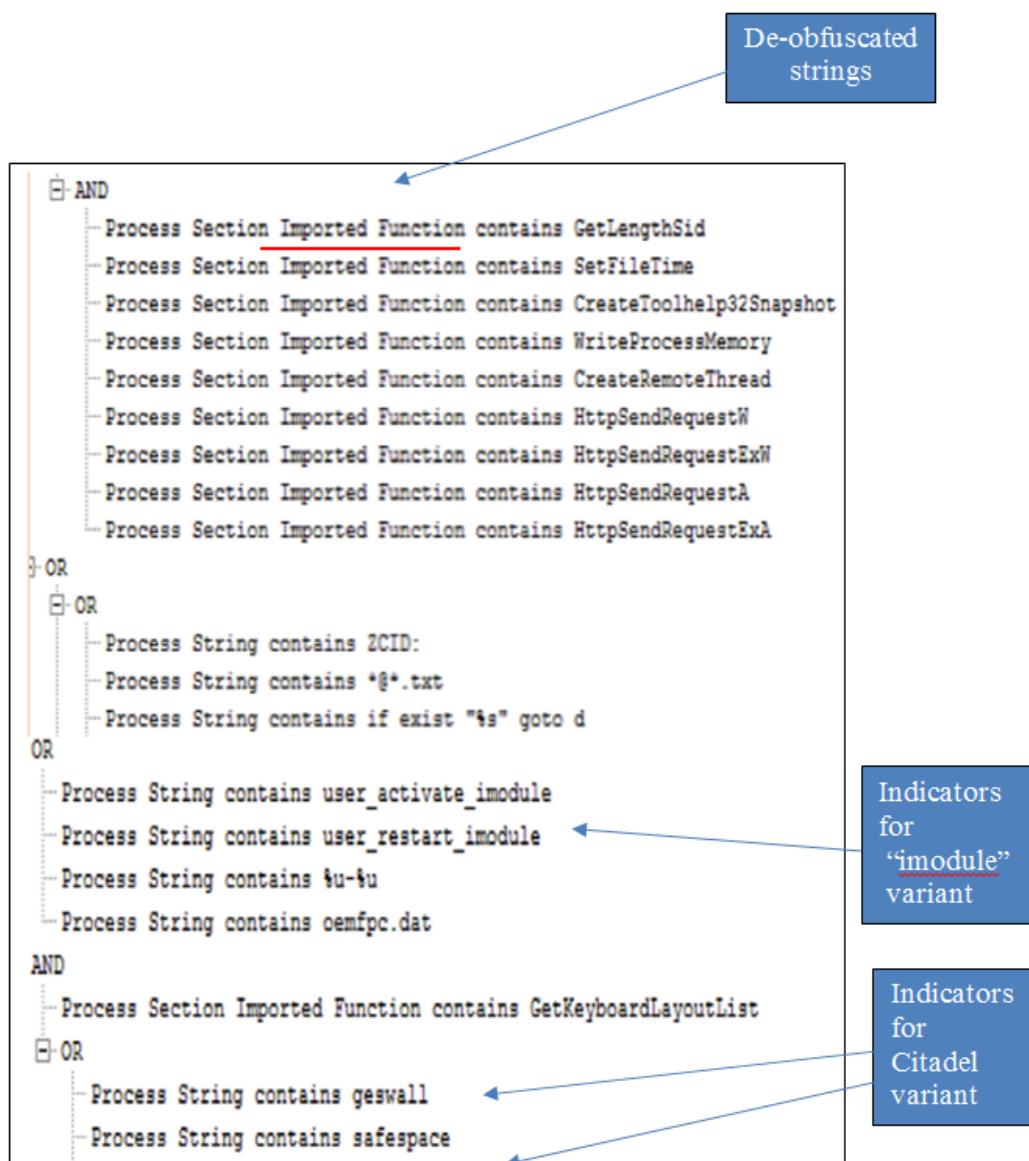 De-obfuscated
strings
AND
Process Section Imported Function contains GetLengthSid
Process Section Imported Function contains SetFileTime
Process Section Imported Function contains CreateToolhelp32Snapshot
Process Section Imported Function contains WriteProcessMemory
Process Section Imported Function contains CreateRemoteThread
Process Section Imported Function contains HttpSendRequestW
Process Section Imported Function contains HttpSendRequestExW
Process Section Imported Function contains HttpSendRequestA
Process Section Imported Function contains HttpSendRequestExA
OR
OR
Process String contains ZCID:
Process String contains *@*.txt
Process String contains if exist "%s" goto d
OR
Process String contains user_activate_imodule
Process String contains user_restart_imodule
Process String contains %u-%u
Process String contains oemfpc.dat
Indicators
for
“imodule”
variant
AND
Process Section Imported Function contains GetKeyboardLayoutList
OR
Process String contains geswall
Process String contains safespace
Indicators
for
Citadel
variant